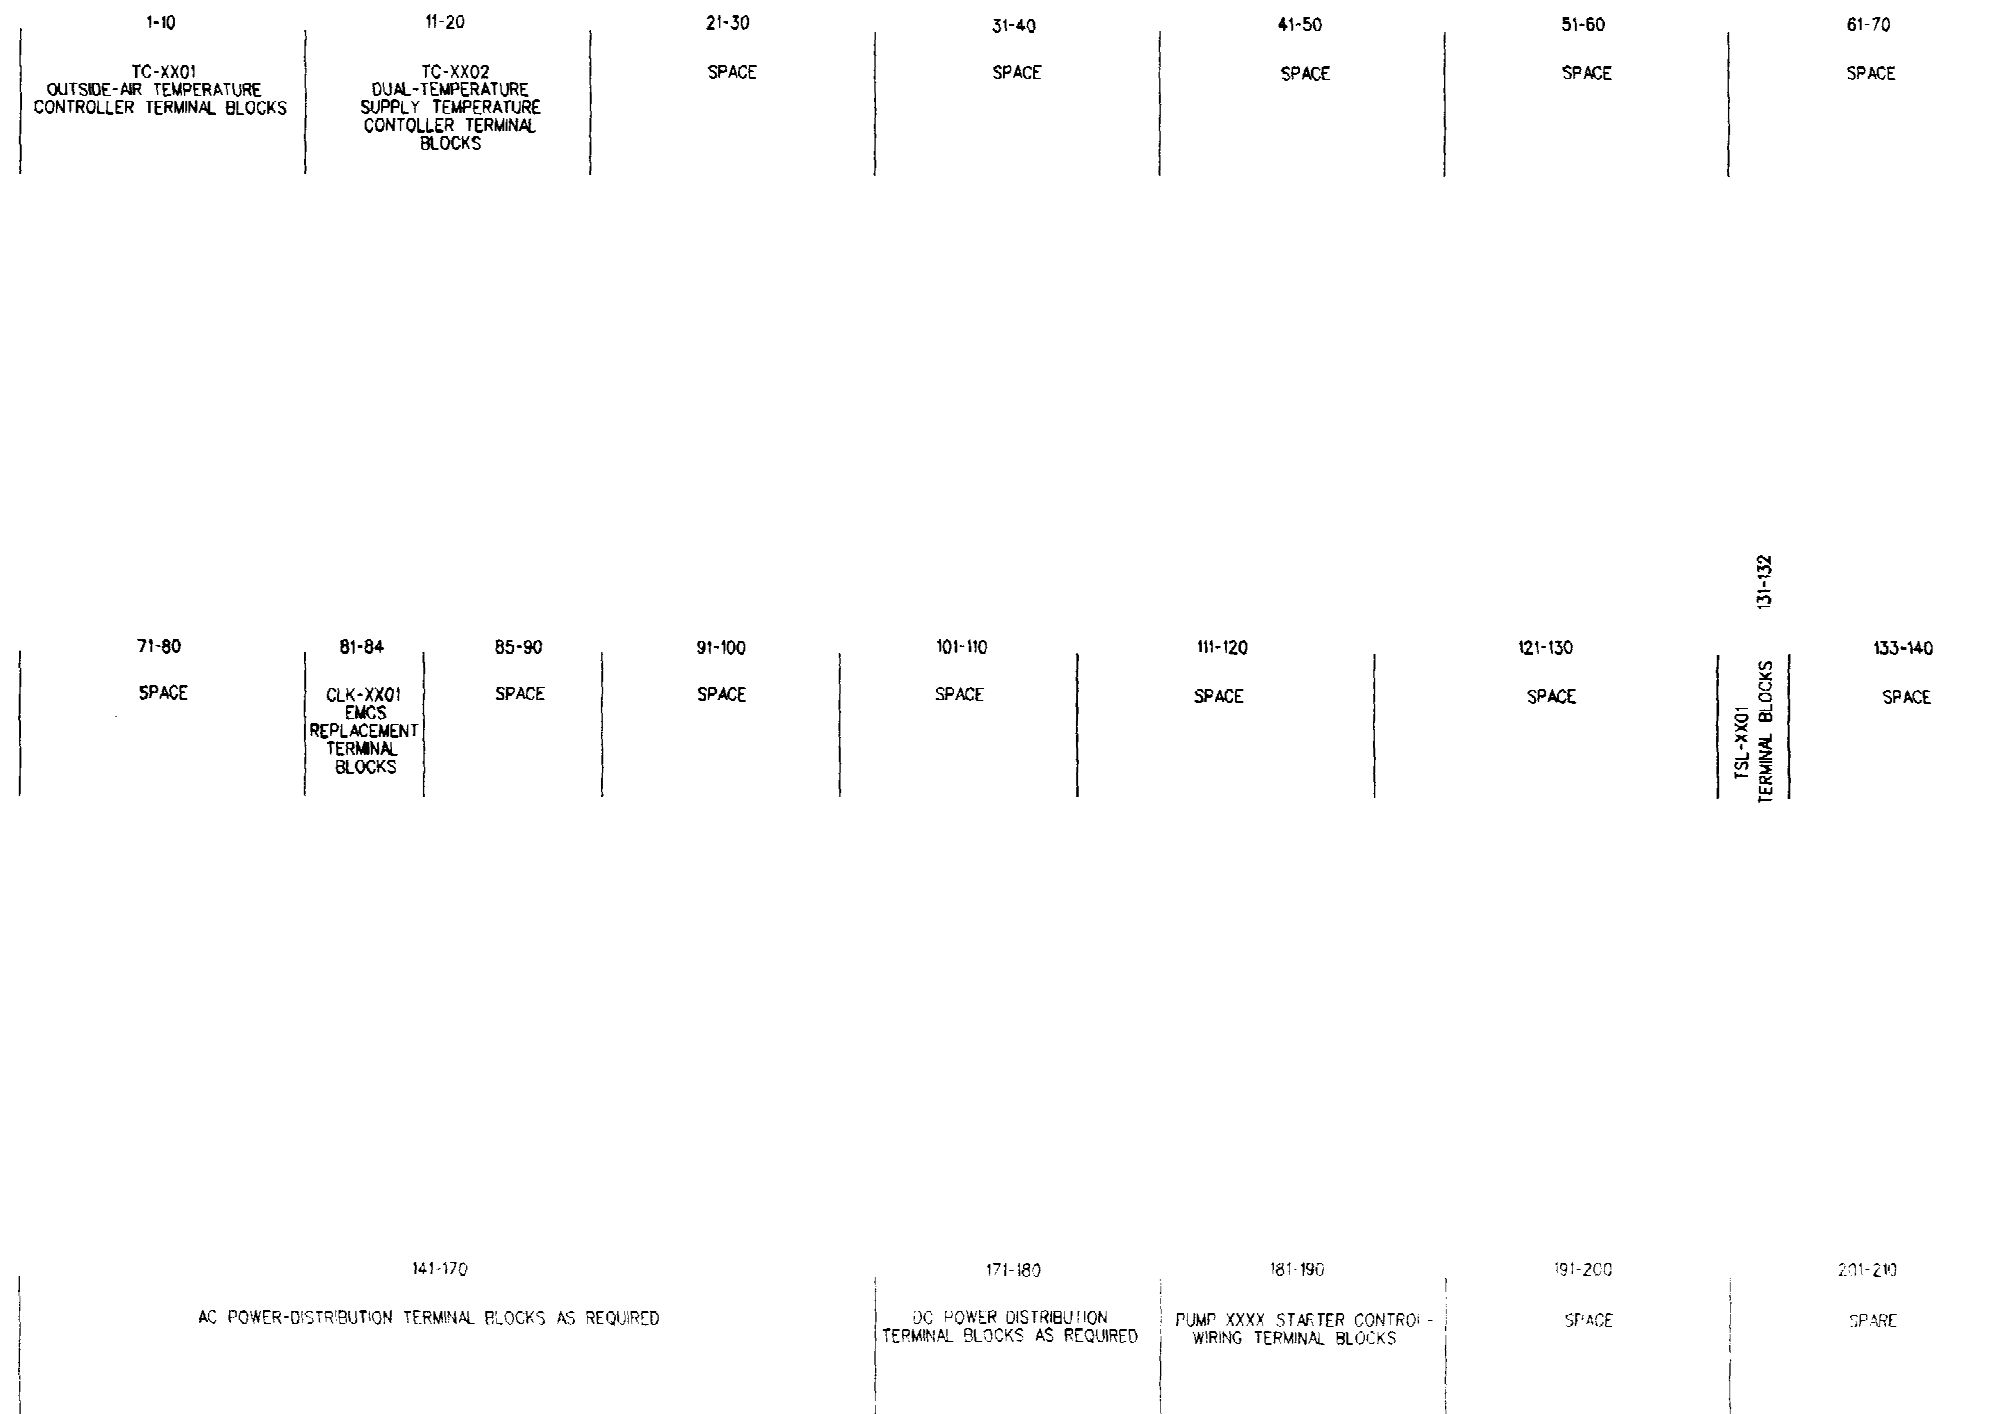 1-10
11-20
21-30
31-40
41-50
51-60
61-70
TC-XX01
OUTSIDE-AIR TEMPERATURE
CONTROLLER TERMINAL BLOCKS
TC-XX02
DUAL-TEMPERATURE
SUPPLY TEMPERATURE
CONTOLLER TERMINAL
BLOCKS
SPACE
SPACE
SPACE
SPACE
SPACE
71-80
81-84
85-90
91-100
101-110
111-120
121-130
131-132
133-140
SPACE
CLK-XX01
EMCS
REPLACEMENT
TERMINAL
BLOCKS
SPACE
SPACE
SPACE
SPACE
SPACE
TSL-XX01
TERMINAL BLOCKS
SPACE
141-170
171-180
181-190
191-200
201-210
AC POWER-DISTRIBUTION TERMINAL BLOCKS AS REQUIRED
DC POWER DISTRIBUTION
TERMINAL BLOCKS AS REQUIRED
PUMP XXXX STARTER CONTROL-
WIRING TERMINAL BLOCKS
SPACE
SPARE